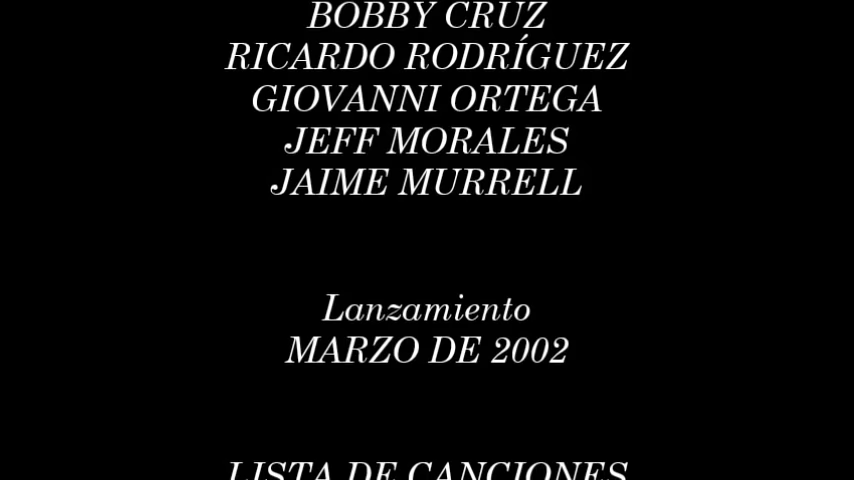 BOBBY CRUZ
RICARDO RODRÍGUEZ
GIOVANNI ORTEGA
JEFF MORALES
JAIME MURRELL
Lanzamiento
MARZO DE 2002
LISTA DE CANCIONES